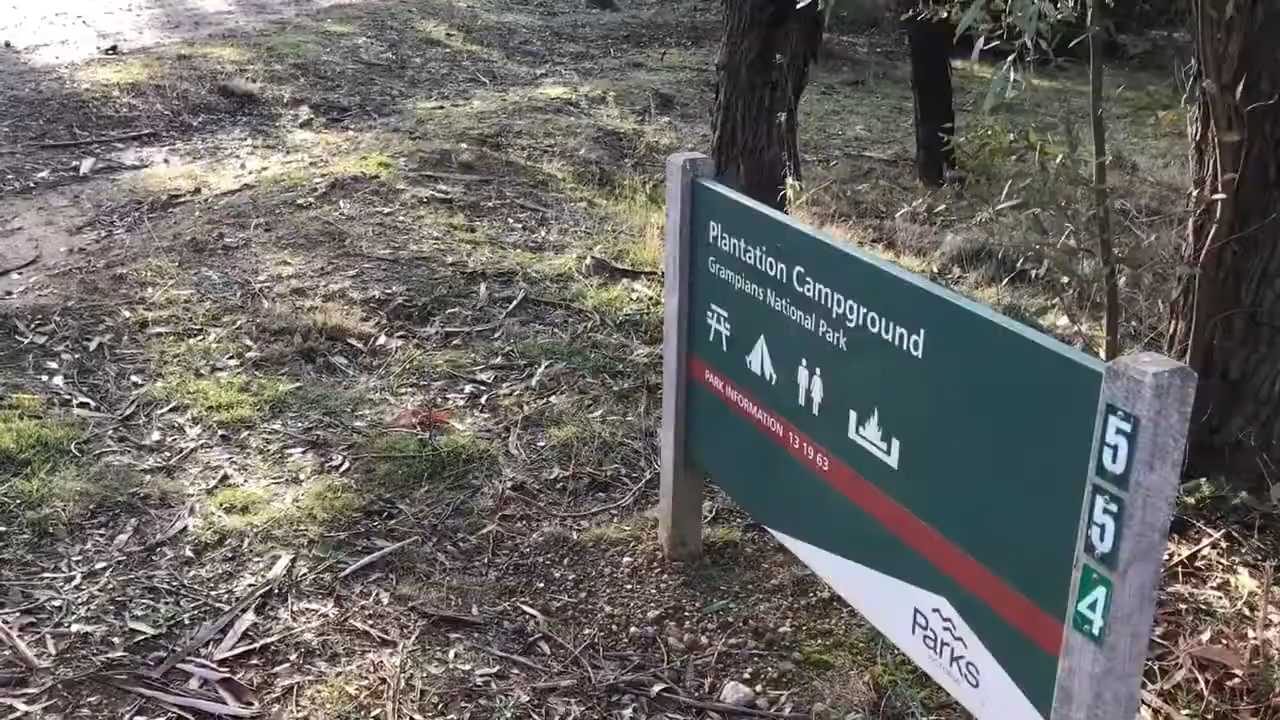 Plantation Campground
Grampians National Park
PARK INFORMATION 13 19 63
Parks
5
5
4